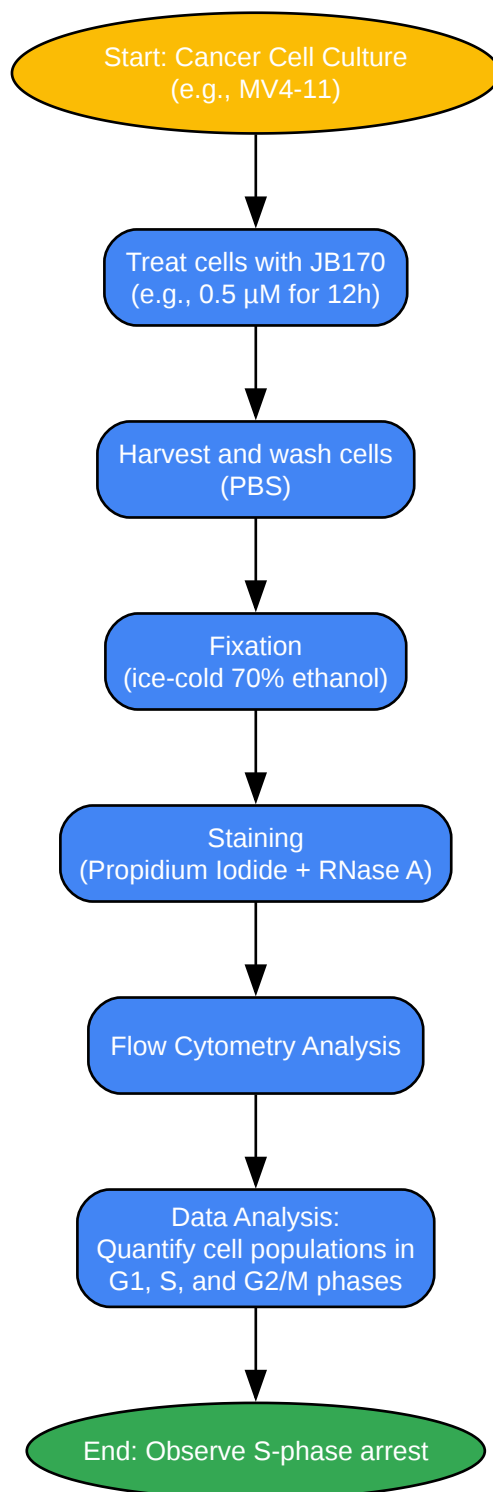 Start: Cancer Cell Culture
(e.g., MV4-11)
Treat cells with JB170
(e.g., 0.5 µM for 12h)
Harvest and wash cells
(PBS)
Fixation
(ice-cold 70% ethanol)
Staining
(Propidium Iodide + RNase A)
Flow Cytometry Analysis
Data Analysis:
Quantify cell populations in
G1, S, and G2/M phases
End: Observe S-phase arrest